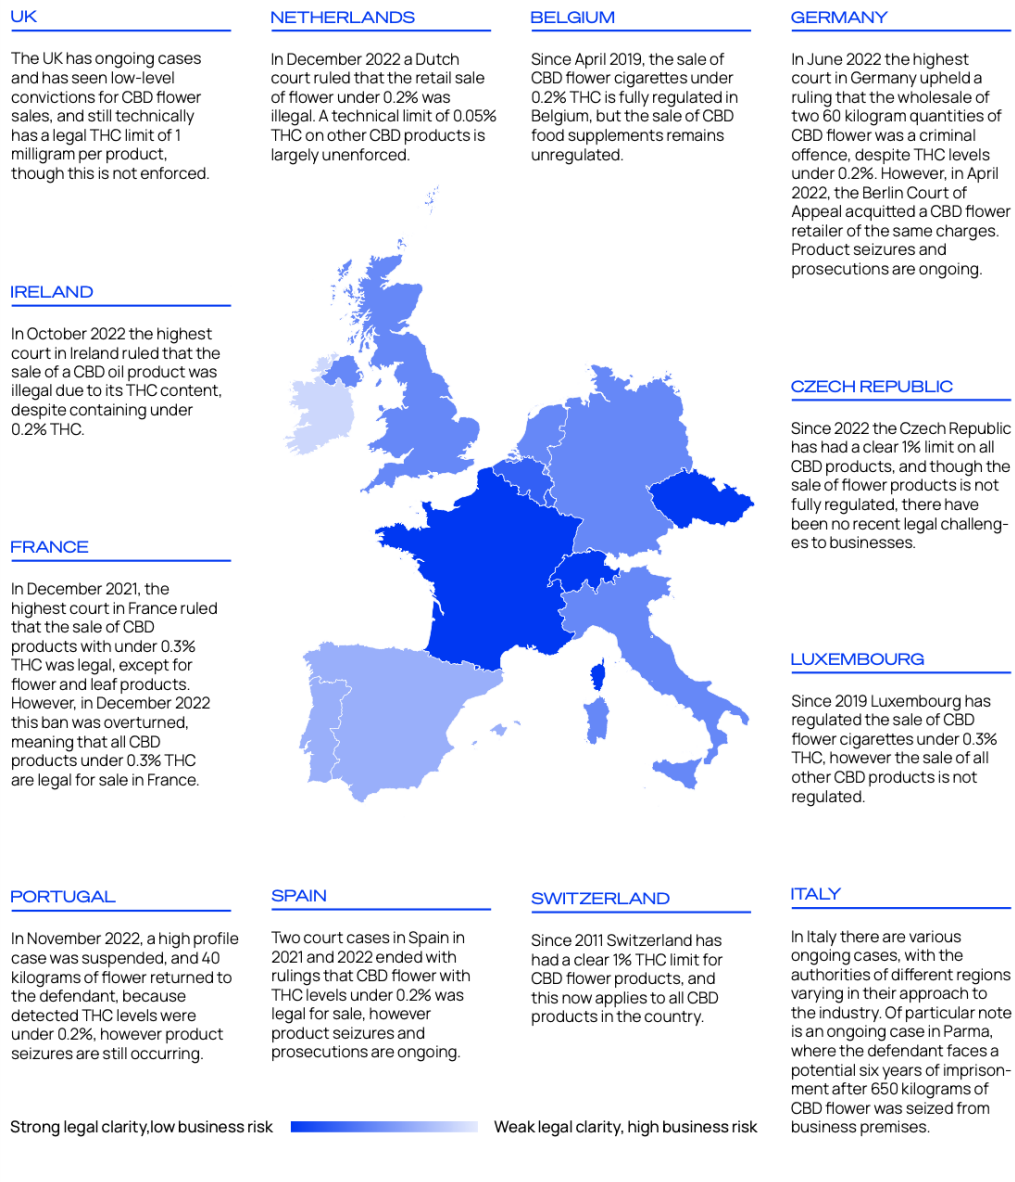 UK
The UK has ongoing cases
and has seen low-level
convictions for CBD flower
sales, and still technically
has a legal THC limit of 1
milligram per product,
though this is not enforced.
NETHERLANDS
In December 2022 a Dutch
court ruled that the retail sale
of flower under 0.2% was
illegal. A technical limit of 0.05%
THC on other CBD products is
largely unenforced.
BELGIUM
Since April 2019, the sale of
CBD flower cigarettes under
0.2% THC is fully regulated in
Belgium, but the sale of CBD
food supplements remains
unregulated.
GERMANY
In June 2022 the highest
court in Germany upheld a
ruling that the wholesale of
two 60 kilogram quantities of
CBD flower was a criminal
offence, despite THC levels
under 0.2%. However, in April
2022, the Berlin Court of
Appeal acquitted a CBD flower
retailer of the same charges.
Product seizures and
prosecutions are ongoing.
IRELAND
In October 2022 the highest
court in Ireland ruled that the
sale of a CBD oil product was
illegal due to its THC content,
despite containing under
0.2% THC.
CZECH REPUBLIC
Since 2022 the Czech Republic
has had a clear 1% limit on all
CBD products, and though the
sale of flower products is not
fully regulated, there have
been no recent legal challeng-
es to businesses.
FRANCE
In December 2021, the
highest court in France ruled
that the sale of CBD
products with under 0.3%
THC was legal, except for
flower and leaf products.
However, in December 2022
this ban was overturned,
meaning that all CBD
products under 0.3% THC
are legal for sale in France.
LUXEMBOURG
Since 2019 Luxembourg has
regulated the sale of CBD
flower cigarettes under 0.3%
THC, however the sale of all
other CBD products is not
regulated.
PORTUGAL
In November 2022, a high profile
case was suspended, and 40
kilograms of flower returned to
the defendant, because
detected THC levels were
under 0.2%, however product
seizures are still occurring.
SPAIN
Two court cases in Spain in
2021 and 2022 ended with
rulings that CBD flower with
THC levels under 0.2% was
legal for sale, however
product seizures and
prosecutions are ongoing.
SWITZERLAND
Since 2011 Switzerland has
had a clear 1% THC limit for
CBD flower products, and
this now applies to all CBD
products in the country.
ITALY
In Italy there are various
ongoing cases, with the
authorities of different regions
varying in their approach to
the industry. Of particular note
is an ongoing case in Parma,
where the defendant faces a
potential six years of imprison-
ment after 650 kilograms of
CBD flower was seized from
business premises.
Strong legal clarity,low business risk
Weak legal clarity, high business risk